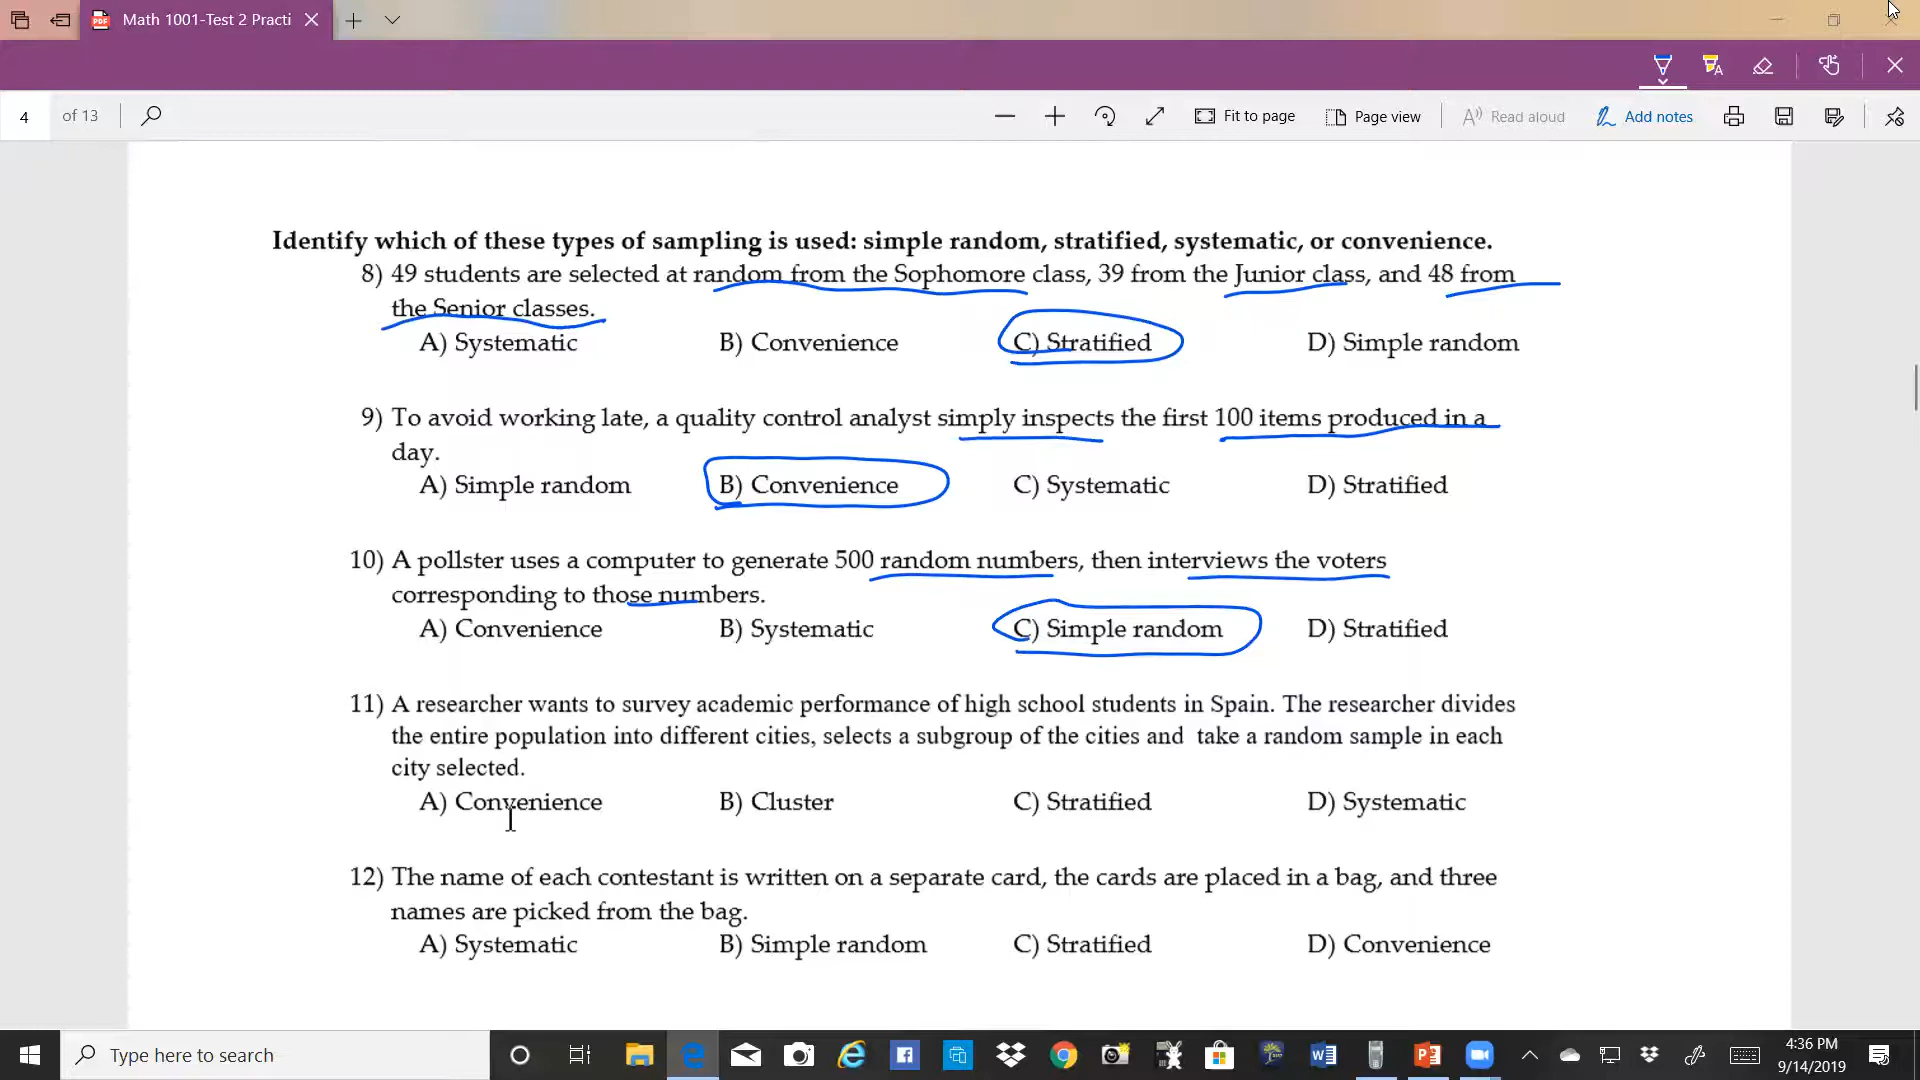 Math 1001-Test 2 Practi
4 of 13
Fit to page
Page view
Read aloud
Add notes
Identify which of these types of sampling is used: simple random, stratified, systematic, or convenience.
8) 49 students are selected at random from the Sophomore class, 39 from the Junior class, and 48 from
the Senior classes.
A) Systematic B) Convenience C) Stratified D) Simple random
9) To avoid working late, a quality control analyst simply inspects the first 100 items produced in a
day.
A) Simple random B) Convenience C) Systematic D) Stratified
10) A pollster uses a computer to generate 500 random numbers, then interviews the voters
corresponding to those numbers.
A) Convenience B) Systematic C) Simple random D) Stratified
11) A researcher wants to survey academic performance of high school students in Spain. The researcher divides
the entire population into different cities, selects a subgroup of the cities and take a random sample in each
city selected.
A) Convenience B) Cluster C) Stratified D) Systematic
12) The name of each contestant is written on a separate card, the cards are placed in a bag, and three
names are picked from the bag.
A) Systematic B) Simple random C) Stratified D) Convenience
Type here to search
4:36 PM
9/14/2019